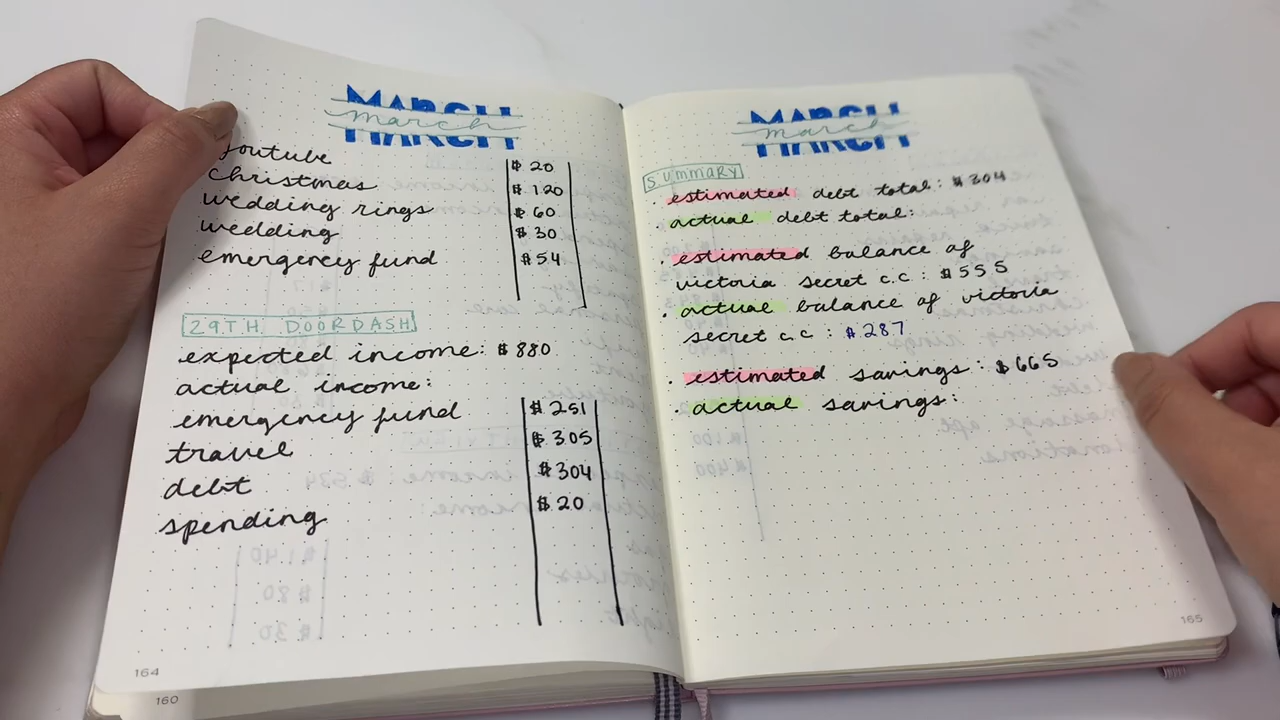 MARCH
march
youtube $20
christmas $120
wedding rings $60
wedding $30
emergency fund $54
29TH DOORDASH
expected income: $880
actual income:
emergency fund $251
travel $305
debt $304
spending $20
164
160
MARCH
march
SUMMARY
· estimated debt total: $304
· actual debt total:
· estimated balance of
victoria secret c.c.: $555
· actual balance of victoria
secret c.c: $287
· estimated savings: $665
· actual savings:
165